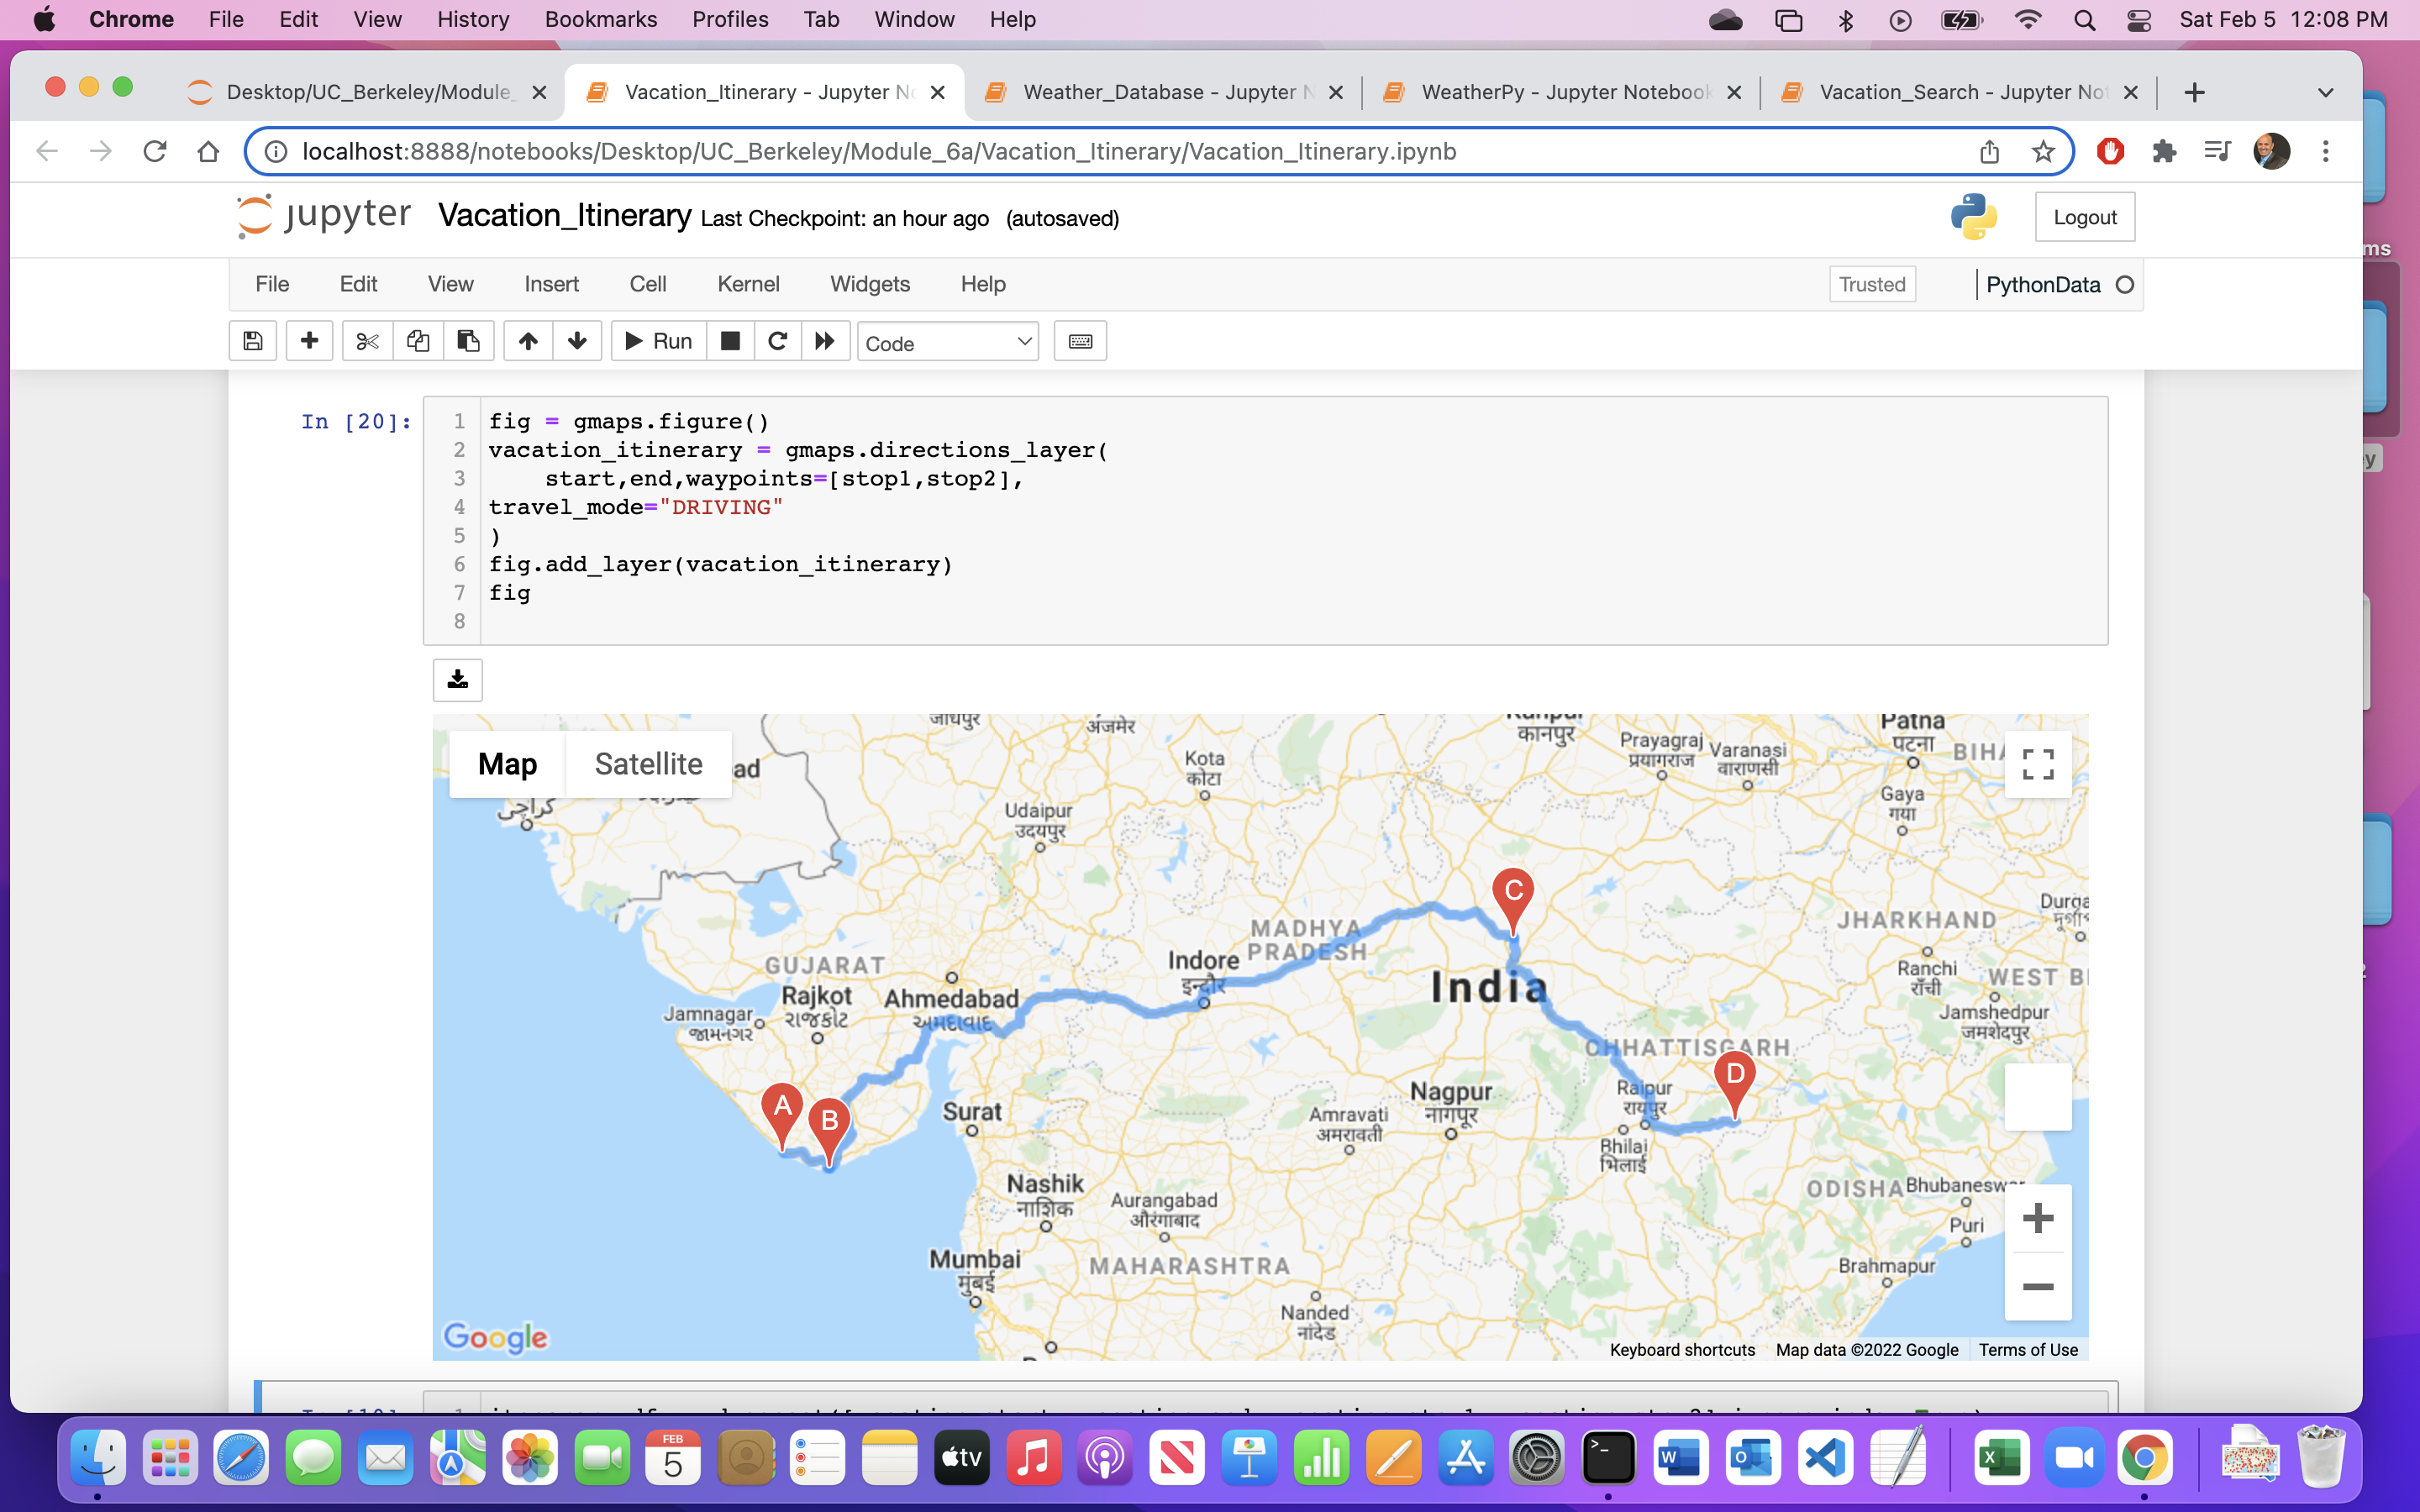 Chrome File Edit View History Bookmarks Profiles Tab Window Help Sat Feb 5 12:08 PM
Desktop/UC_Berkeley/Module_ Vacation_Itinerary - Jupyter No Weather_Database - Jupyter N WeatherPy - Jupyter Notebook Vacation_Search - Jupyter Not
localhost:8888/notebooks/Desktop/UC_Berkeley/Module_6a/Vacation_Itinerary/Vacation_Itinerary.ipynb
jupyter Vacation_Itinerary Last Checkpoint: an hour ago (autosaved) Logout
File Edit View Insert Cell Kernel Widgets Help Trusted PythonData
Run Code
In [20]:
1 fig = gmaps.figure()
2 vacation_itinerary = gmaps.directions_layer(
3 start,end,waypoints=[stop1,stop2],
4 travel_mode="DRIVING"
5 )
6 fig.add_layer(vacation_itinerary)
7 fig
8
Map Satellite ad
अजमेर
कानपुर
Patna
पटना
BIHA
Prayagraj
प्रयागराज
Varanasi
वाराणसी
Kota
कोटा
Gaya
गया
كراچى
Udaipur
उदयपुर
C
MADHYA
PRADESH
JHARKHAND
Durga
GUJARAT
Indore
इन्दौर
India
Ranchi
राँची
WEST B
Rajkot
રાજકોટ
Ahmedabad
અમદાવાદ
Jamnagar
જામનગર
Jamshedpur
जमशेदपुर
CHHATTISGARH
D
A
B
Surat
Nagpur
नागपूर
Raipur
रायपुर
Amravati
अमरावती
Bhilai
भिलाई
Nashik
नाशिक
Aurangabad
औरंगाबाद
ODISHA
Bhubanesw
Puri
Mumbai
मुंबई
MAHARASHTRA
Brahmapur
Nanded
नांदेड
Google
Keyboard shortcuts Map data ©2022 Google Terms of Use
FEB
5
tv